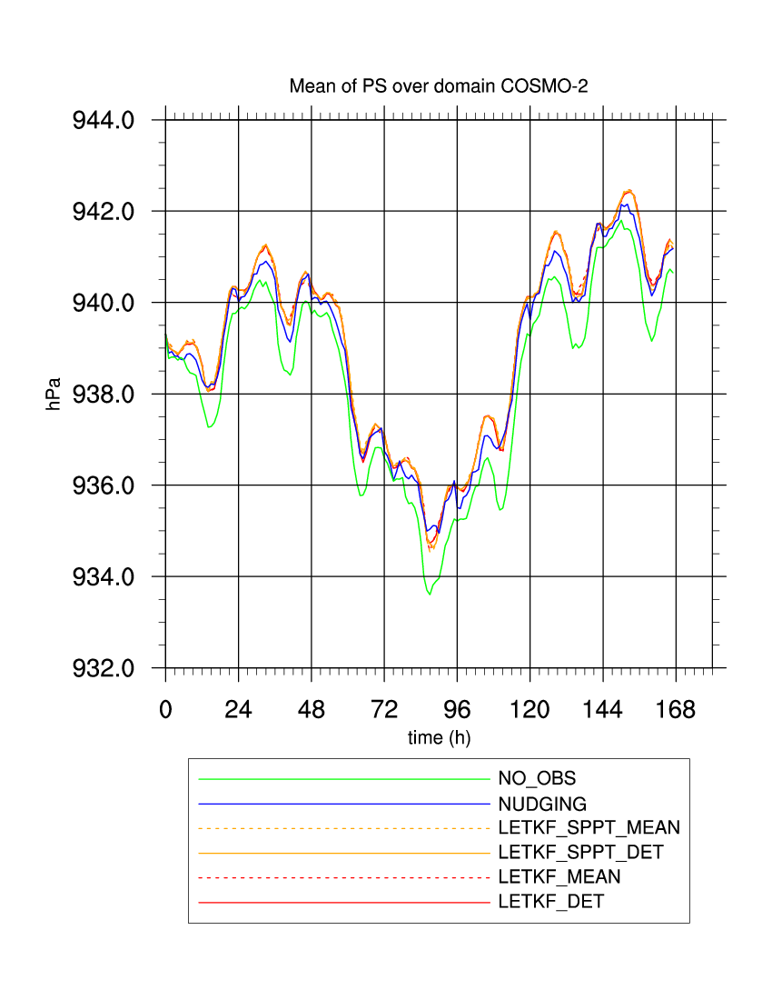 Mean of PS over domain COSMO-2
944.0
942.0
940.0
938.0
936.0
934.0
932.0
hPa
0 24 48 72 96 120 144 168
time (h)
NO_OBS
NUDGING
LETKF_SPPT_MEAN
LETKF_SPPT_DET
LETKF_MEAN
LETKF_DET